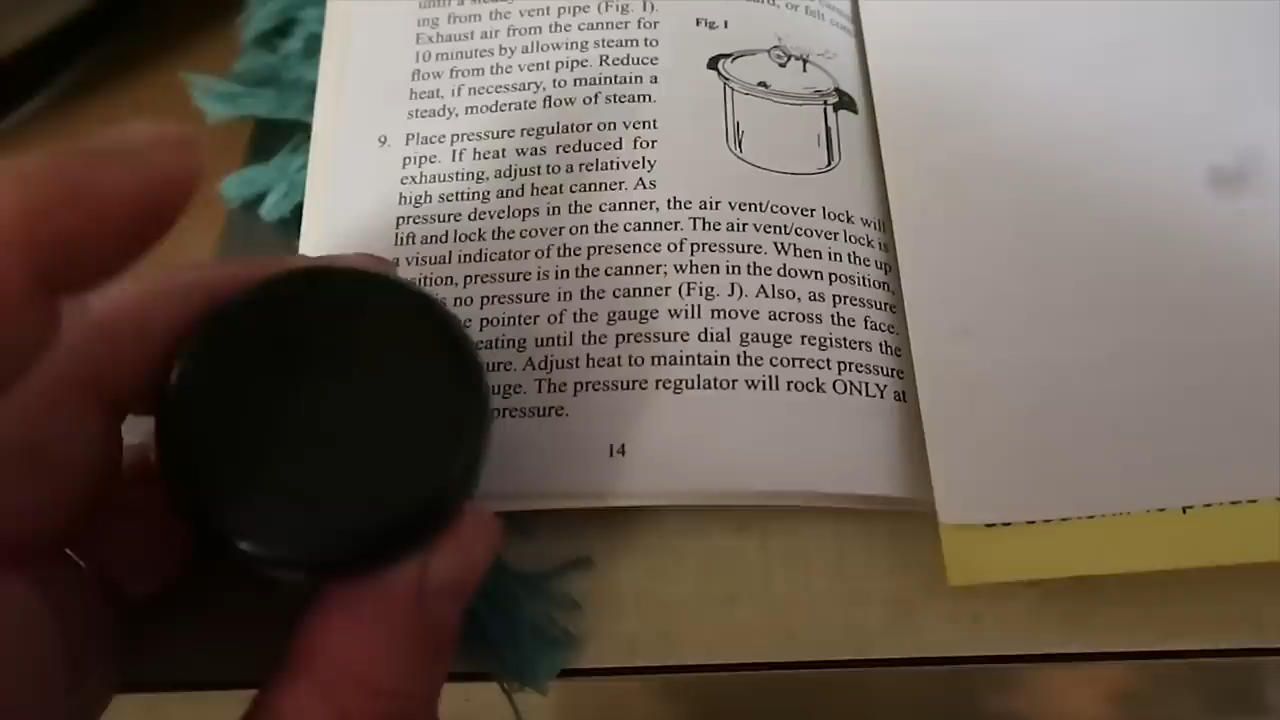 ing from the vent pipe (Fig. I).
Exhaust air from the canner for
10 minutes by allowing steam to
flow from the vent pipe. Reduce
heat, if necessary, to maintain a
steady, moderate flow of steam.
Fig. I
or felt
9. Place pressure regulator on vent
pipe. If heat was reduced for
exhausting, adjust to a relatively
high setting and heat canner. As
pressure develops in the canner, the air vent/cover lock will
lift and lock the cover on the canner. The air vent/cover lock is
a visual indicator of the presence of pressure. When in the up
sition, pressure is in the canner; when in the down position,
is no pressure in the canner (Fig. J). Also, as pressure
e pointer of the gauge will move across the face.
eating until the pressure dial gauge registers the
ure. Adjust heat to maintain the correct pressure
uge. The pressure regulator will rock ONLY at
pressure.
14